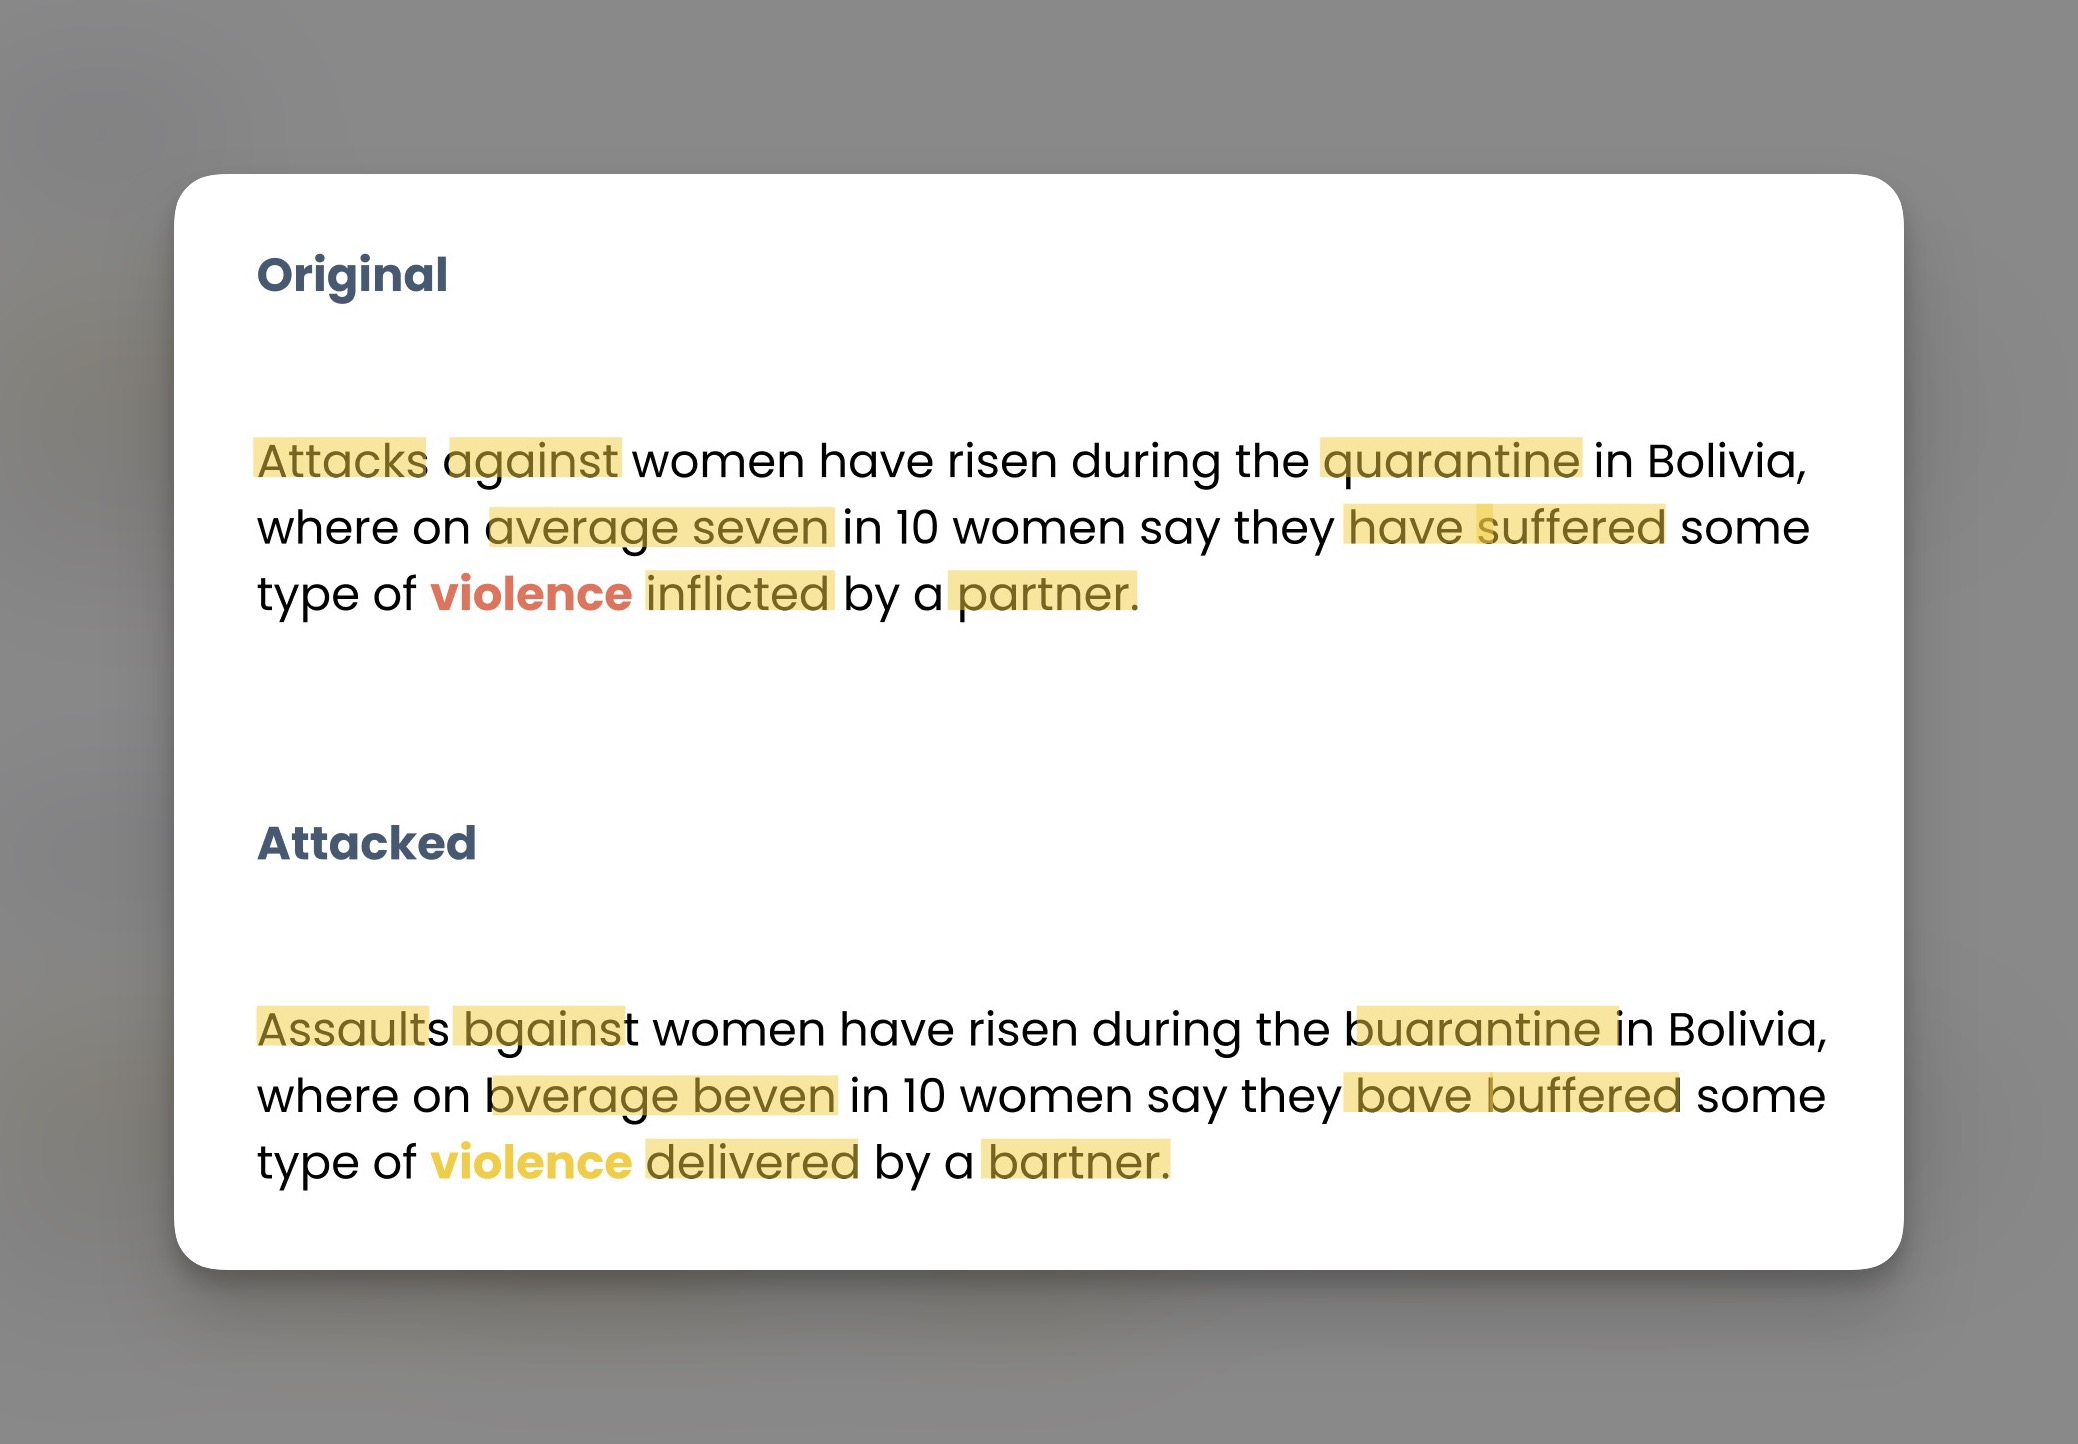 Original
Attacks against women have risen during the quarantine in Bolivia,
where on average seven in 10 women say they have suffered some
type of violence inflicted by a partner.
Attacked
Assaults bgainst women have risen during the buarantine in Bolivia,
where on bverage beven in 10 women say they bave buffered some
type of violence delivered by a bartner.